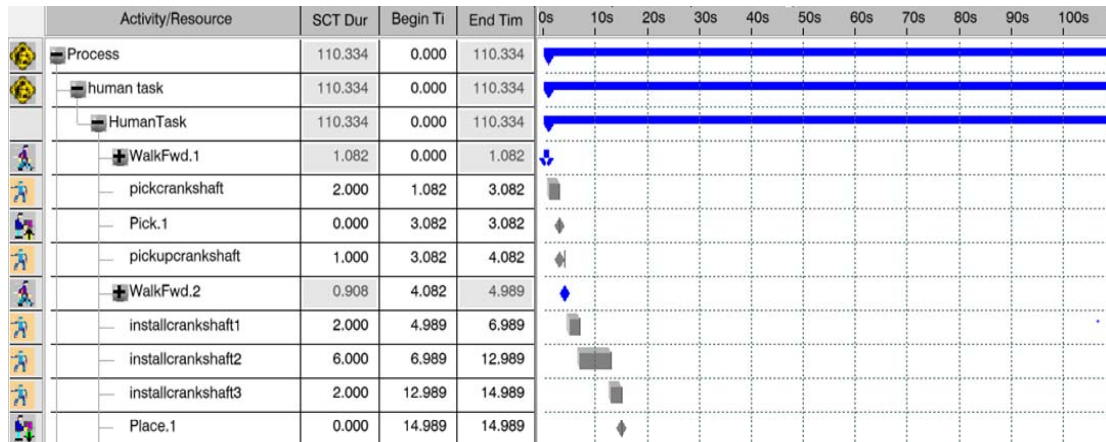 Activity/Resource SCT Dur Begin Ti End Tim 0s 10s 20s 30s 40s 50s 60s 70s 80s 90s 100s
Process 110.334 0.000 110.334
human task 110.334 0.000 110.334
HumanTask 110.334 0.000 110.334
WalkFwd.1 1.082 0.000 1.082
pickcrankshaft 2.000 1.082 3.082
Pick.1 0.000 3.082 3.082
pickupcrankshaft 1.000 3.082 4.082
WalkFwd.2 0.908 4.082 4.989
installcrankshaft1 2.000 4.989 6.989
installcrankshaft2 6.000 6.989 12.989
installcrankshaft3 2.000 12.989 14.989
Place.1 0.000 14.989 14.989